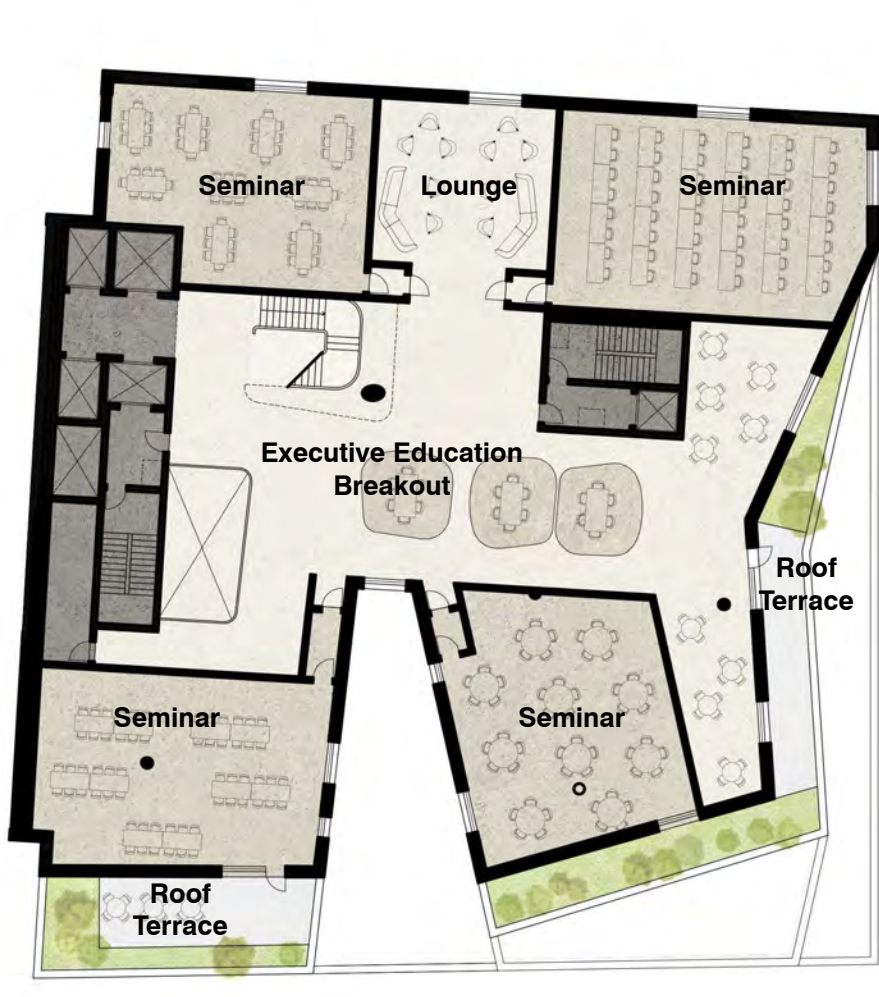 Seminar
Lounge
Seminar
Executive Education
Breakout
Roof
Terrace
Seminar
Seminar
Roof
Terrace